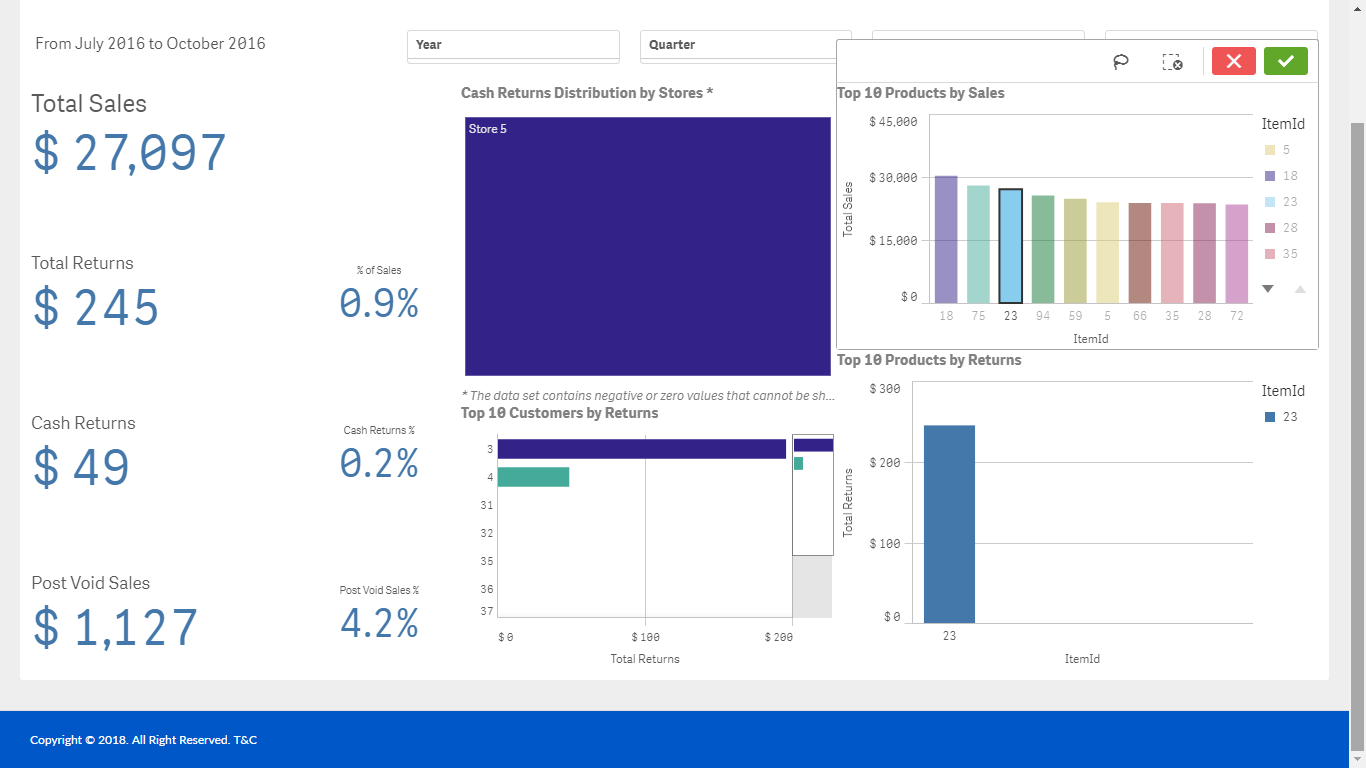 From July 2016 to October 2016
Year
Quarter
Total Sales
$ 27,097
Total Returns
$ 245
% of Sales
0.9%
Cash Returns
$ 49
Cash Returns %
0.2%
Post Void Sales
$ 1,127
Post Void Sales %
4.2%
Cash Returns Distribution by Stores *
Store 5
* The data set contains negative or zero values that cannot be sh...
Top 10 Customers by Returns
3
4
31
32
35
36
37
$ 0
$ 100
$ 200
Total Returns
Top 10 Products by Sales
$ 45,000
$ 30,000
$ 15,000
$ 0
Total Sales
18 75 23 94 59 5 66 35 28 72
ItemId
ItemId
5
18
23
28
35
Top 10 Products by Returns
$ 300
$ 200
$ 100
$ 0
Total Returns
23
ItemId
ItemId
23
Copyright © 2018. All Right Reserved. T&C